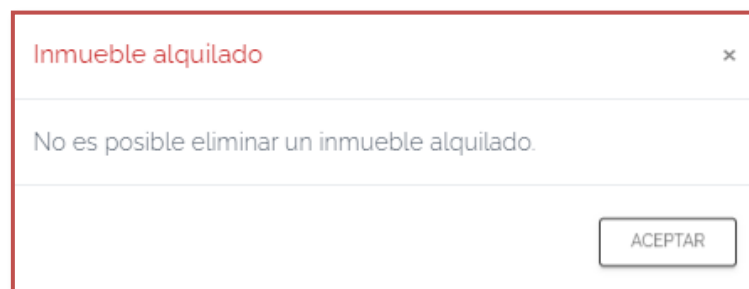 Inmueble alquilado
×
No es posible eliminar un inmueble alquilado.
ACEPTAR